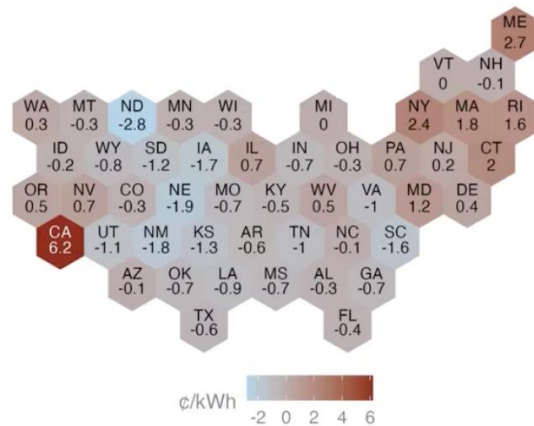 ME
2.7
VT NH
0 -0.1
WA MT ND MN WI MI NY MA RI
0.3 -0.3 -2.8 -0.3 -0.3 0 2.4 1.8 1.6
ID WY SD IA IL IN OH PA NJ CT
-0.2 -0.8 -1.2 -1.7 0.7 -0.7 -0.3 0.7 0.2 2
OR NV CO NE MO KY WV VA MD DE
0.5 0.7 -0.3 -1.9 -0.7 -0.5 0.5 -1 1.2 0.4
CA UT NM KS AR TN NC SC
6.2 -1.1 -1.8 -1.3 -0.6 -1 -0.1 -1.6
AZ OK LA MS AL GA
-0.1 -0.7 -0.9 -0.7 -0.3 -0.7
TX FL
-0.6 -0.4
¢/kWh
-2 0 2 4 6